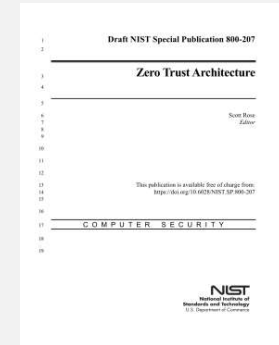 1 Draft NIST Special Publication 800-207
2
3 Zero Trust Architecture
4
5
6 Scott Rose
7 Editor
8
9
10
11
12
13 This publication is available free of charge from:
14 https://doi.org/10.6028/NIST.SP.800-207
15
16
17 COMPUTER SECURITY
18
19
NIST
National Institute of
Standards and Technology
U.S. Department of Commerce